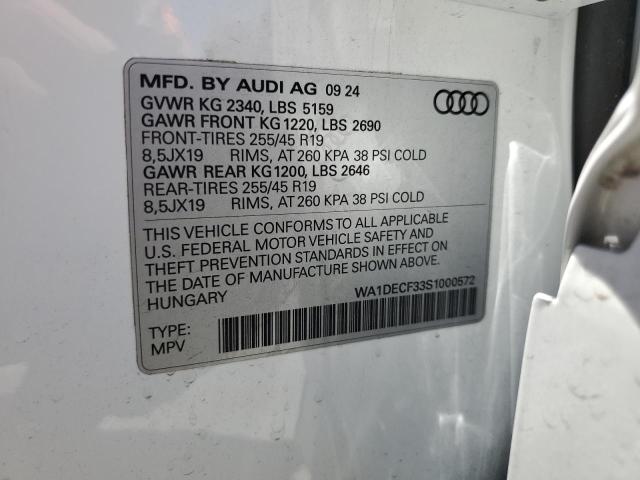 MFD. BY AUDI AG 09 24
GVWR KG 2340, LBS 5159
GAWR FRONT KG 1220, LBS 2690
FRONT-TIRES 255/45 R19
8,5JX19 RIMS, AT 260 KPA 38 PSI COLD
GAWR REAR KG 1200, LBS 2646
REAR-TIRES 255/45 R19
8,5JX19 RIMS, AT 260 KPA 38 PSI COLD
THIS VEHICLE CONFORMS TO ALL APPLICABLE
U.S. FEDERAL MOTOR VEHICLE SAFETY AND
THEFT PREVENTION STANDARDS IN EFFECT ON
THE DATE OF MANUFACTURE SHOWN ABOVE.
HUNGARY
WA1DECF33S1000572
TYPE:
MPV